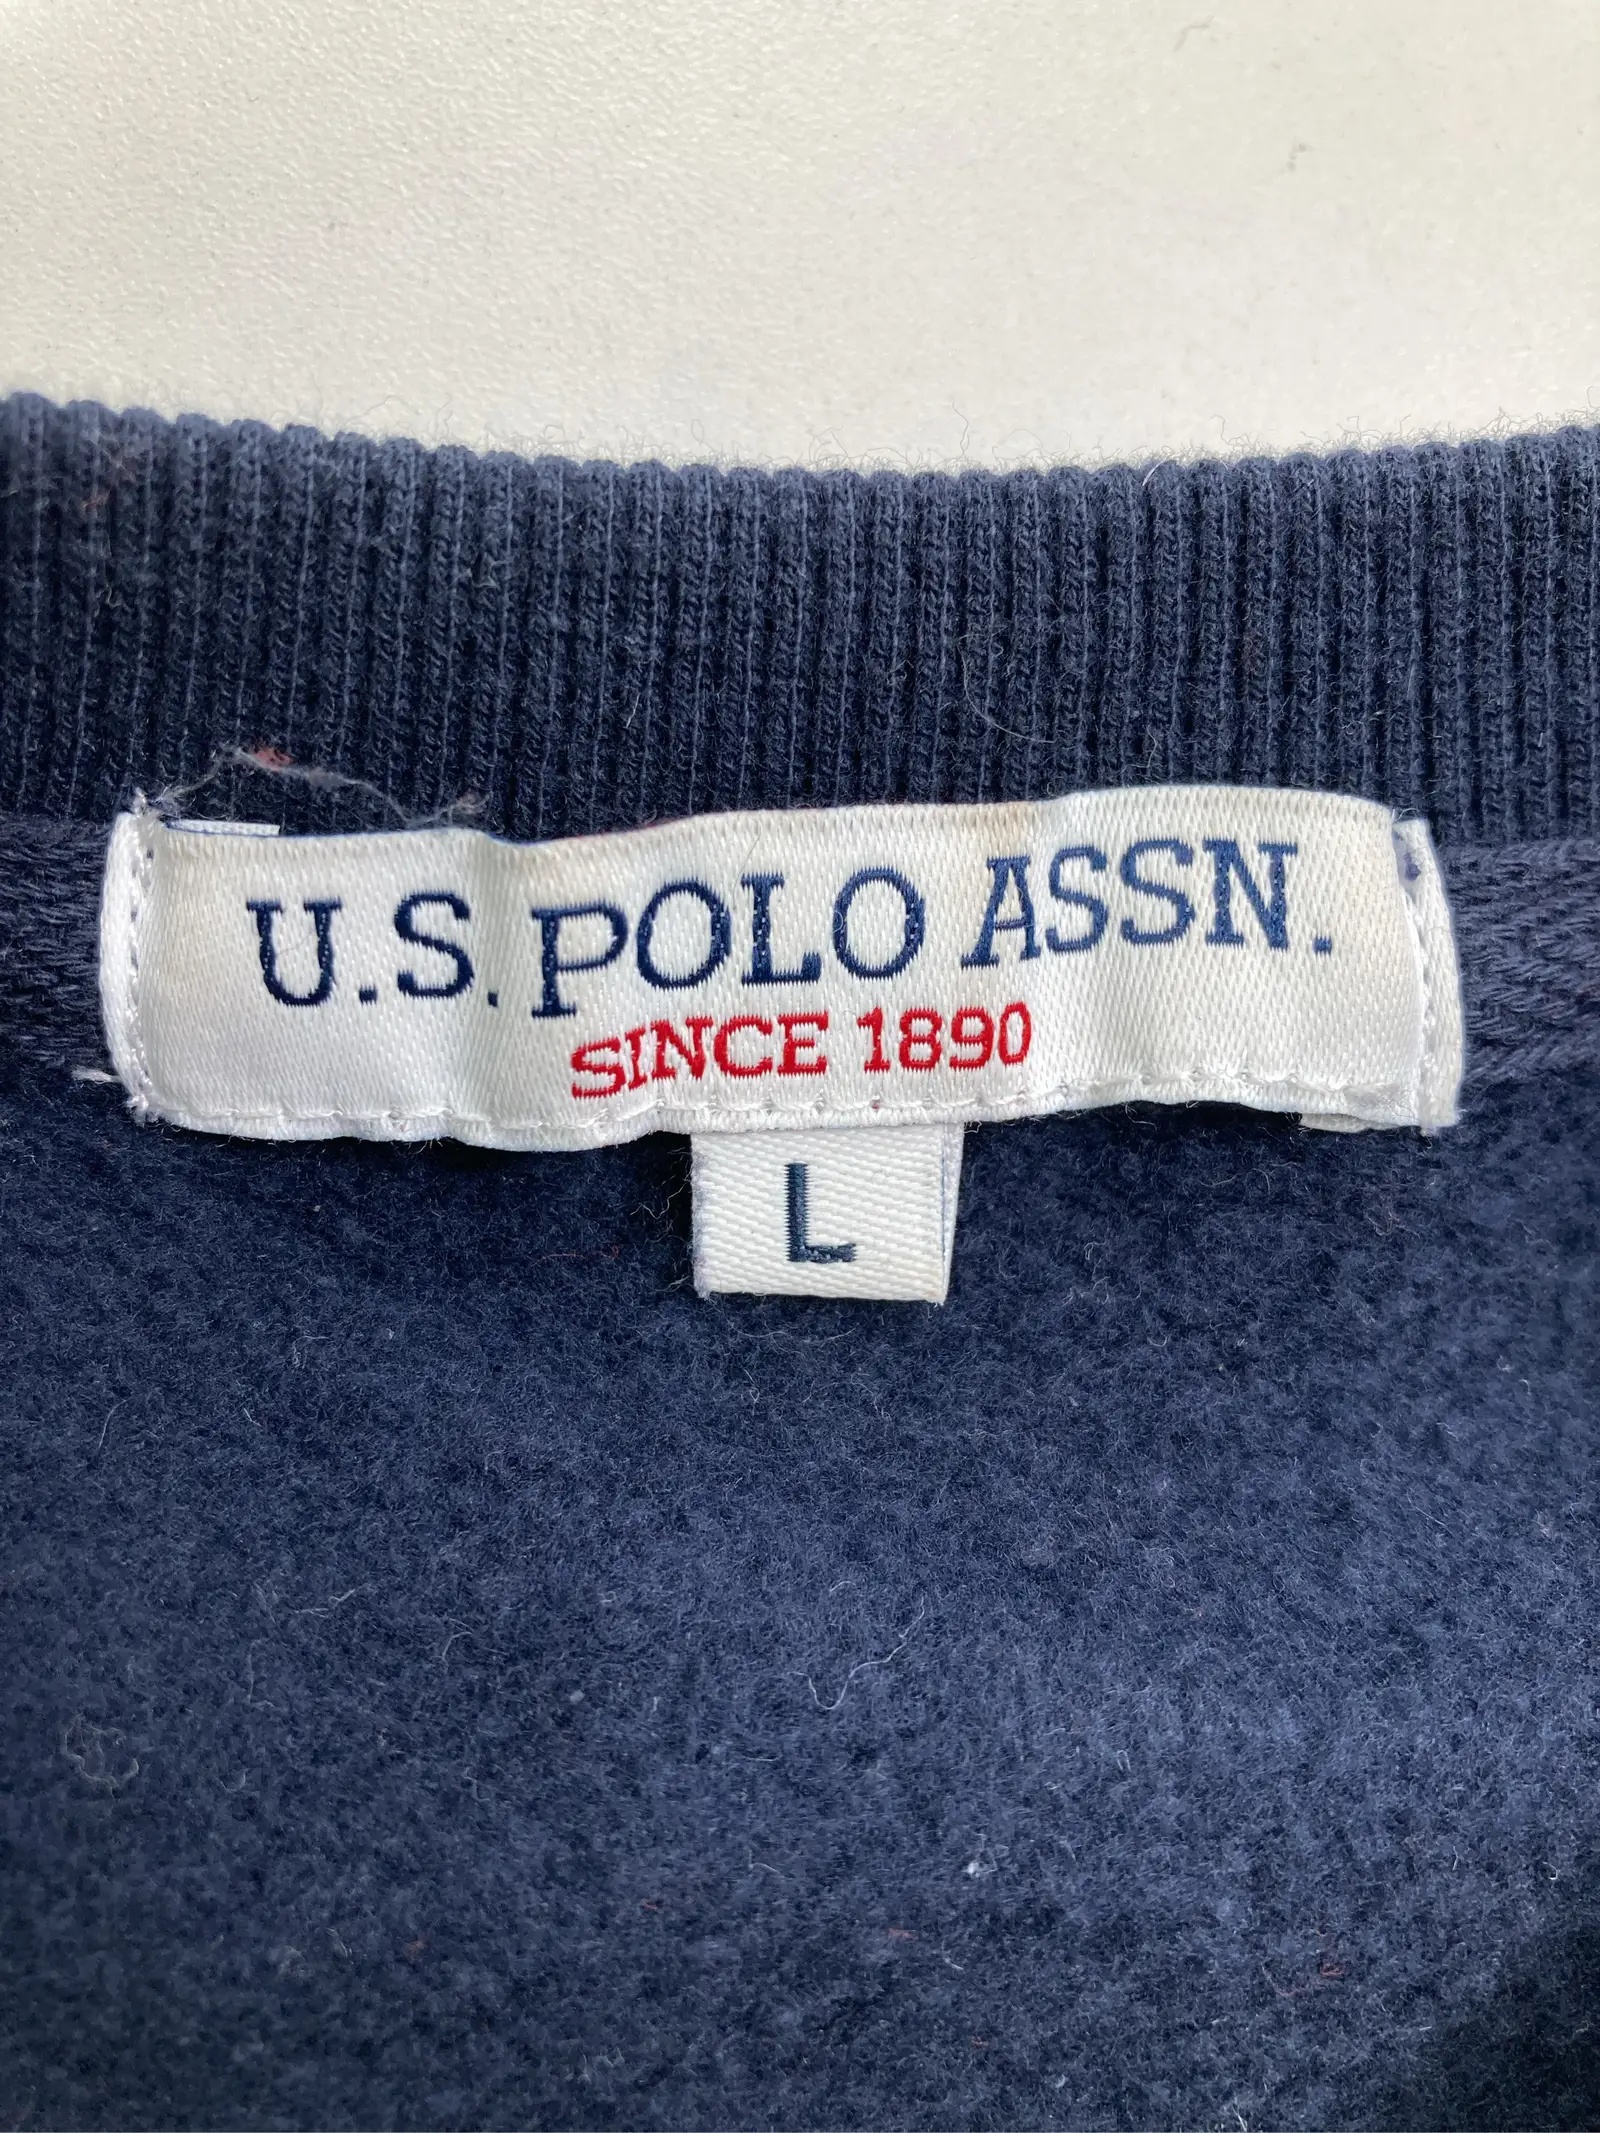 U.S. POLO ASSN.
SINCE 1890
L